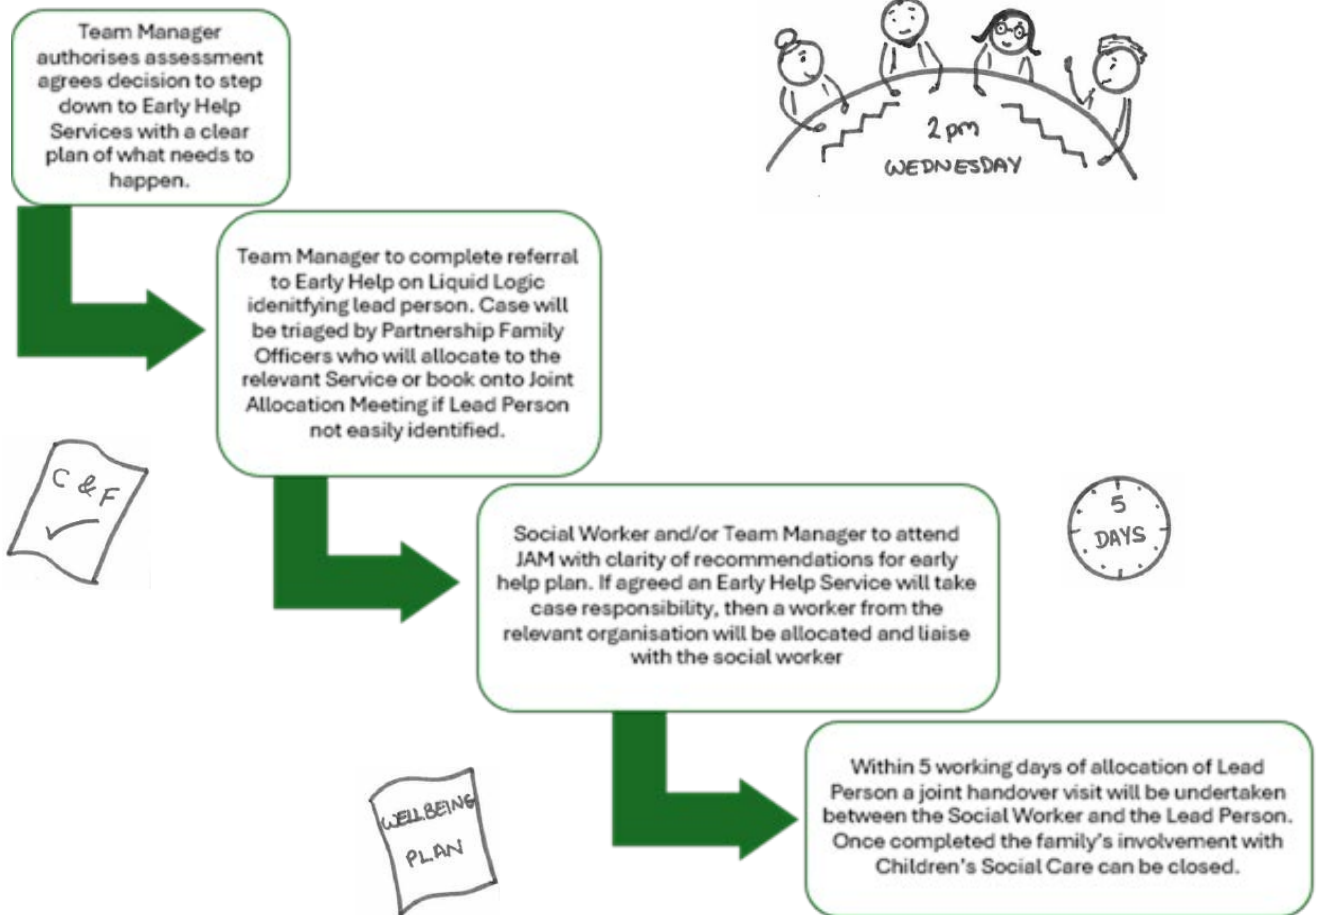 Team Manager
authorises assessment
agrees decision to step
down to Early Help
Services with a clear
plan of what needs to
happen.
2pm
WEDNESDAY
Team Manager to complete referral
to Early Help on Liquid Logic
idenitfying lead person. Case will
be triaged by Partnership Family
Officers who will allocate to the
relevant Service or book onto Joint
Allocation Meeting if Lead Person
not easily identified.
C & F
Social Worker and/or Team Manager to attend
JAM with clarity of recommendations for early
help plan. If agreed an Early Help Service will take
case responsibility, then a worker from the
relevant organisation will be allocated and liaise
with the social worker
5
DAYS
WELLBEING
PLAN
Within 5 working days of allocation of Lead
Person a joint handover visit will be undertaken
between the Social Worker and the Lead Person.
Once completed the family's involvement with
Children's Social Care can be closed.